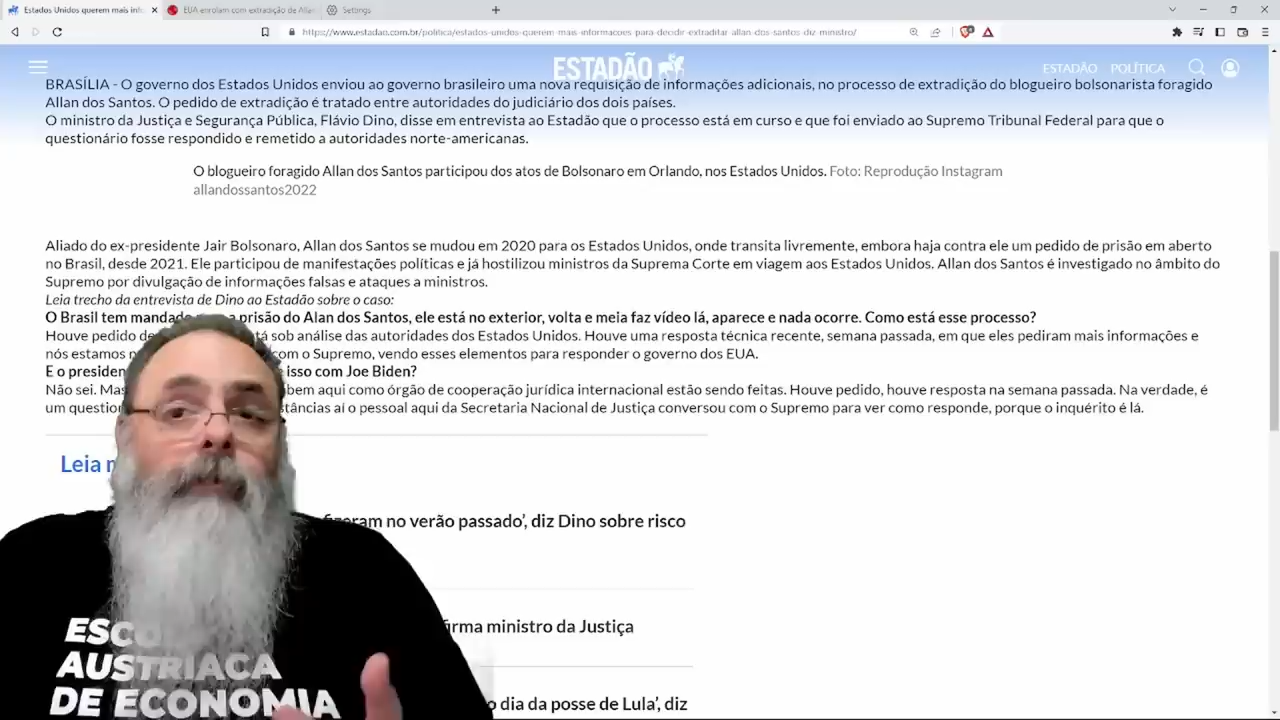 Estados Unidos querem mais inf
EUA enrolam com extradição de Alla
Settings
https://www.estadao.com.br/politica/estados-unidos-querem-mais-informacoes-para-decidir-extraditar-allan-dos-santos-diz-ministro/
ESTADÃO
ESTADÃO POLÍTICA
BRASÍLIA - O governo dos Estados Unidos enviou ao governo brasileiro uma nova requisição de informações adicionais, no processo de extradição do blogueiro bolsonarista foragido
Allan dos Santos. O pedido de extradição é tratado entre autoridades do judiciário dos dois países.
O ministro da Justiça e Segurança Pública, Flávio Dino, disse em entrevista ao Estadão que o processo está em curso e que foi enviado ao Supremo Tribunal Federal para que o
questionário fosse respondido e remetido a autoridades norte-americanas.
O blogueiro foragido Allan dos Santos participou dos atos de Bolsonaro em Orlando, nos Estados Unidos. Foto: Reprodução Instagram
allandossantos2022
Aliado do ex-presidente Jair Bolsonaro, Allan dos Santos se mudou em 2020 para os Estados Unidos, onde transita livremente, embora haja contra ele um pedido de prisão em aberto
no Brasil, desde 2021. Ele participou de manifestações políticas e já hostilizou ministros da Suprema Corte em viagem aos Estados Unidos. Allan dos Santos é investigado no âmbito do
Supremo por divulgação de informações falsas e ataques a ministros.
Leia trecho da entrevista de Dino ao Estadão sobre o caso:
O Brasil tem mandado a prisão do Alan dos Santos, ele está no exterior, volta e meia faz vídeo lá, aparece e nada ocorre. Como está esse processo?
Houve pedido de tá sob análise das autoridades dos Estados Unidos. Houve uma resposta técnica recente, semana passada, em que eles pediram mais informações e
nós estamos com o Supremo, vendo esses elementos para responder o governo dos EUA.
E o presiden isso com Joe Biden?
Não sei. Mas bem aqui como órgão de cooperação jurídica internacional estão sendo feitas. Houve pedido, houve resposta na semana passada. Na verdade, é
um question stâncias aí o pessoal aqui da Secretaria Nacional de Justiça conversou com o Supremo para ver como responde, porque o inquérito é lá.
Leia
fizeram no verão passado', diz Dino sobre risco
firma ministro da Justiça
o dia da posse de Lula', diz
ESCO
AUSTRIACA
DE ECONOMIA